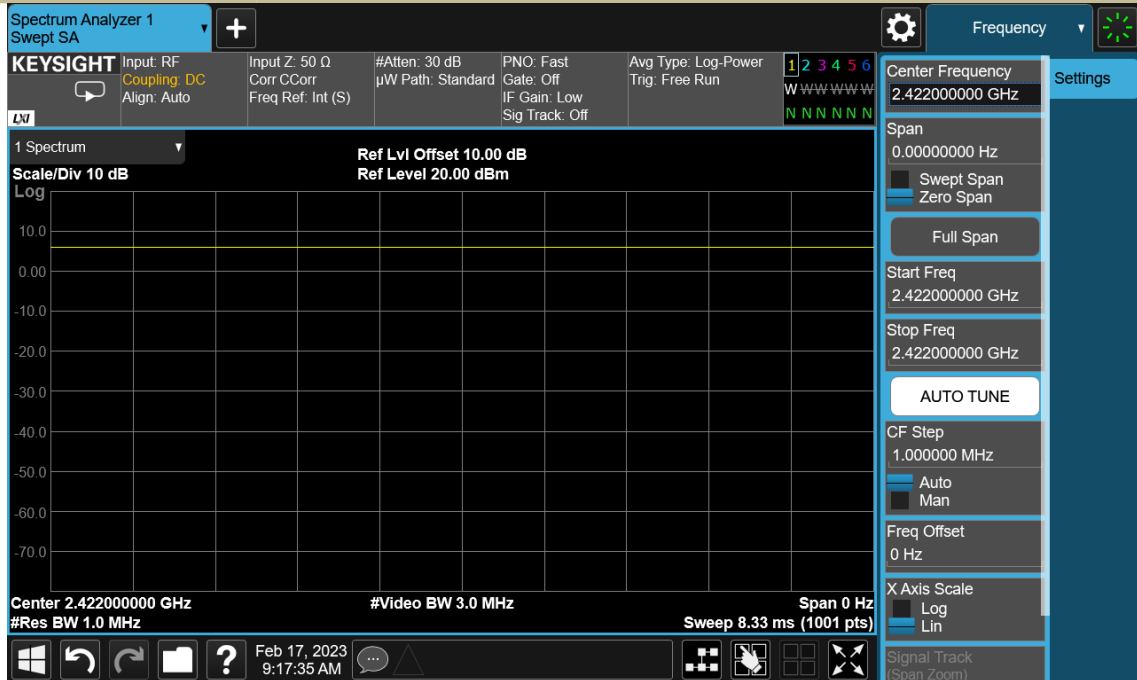 Spectrum Analyzer 1
Swept SA
Frequency
KEYSIGHT
LXI
Input: RF
Coupling: DC
Align: Auto
Input Z: 50 Ω
Corr CCorr
Freq Ref: Int (S)
#Atten: 30 dB
µW Path: Standard
PNO: Fast
Gate: Off
IF Gain: Low
Sig Track: Off
Avg Type: Log-Power
Trig: Free Run
1 2 3 4 5 6
W W W W W W
N N N N N N
1 Spectrum
Scale/Div 10 dB
Ref Lvl Offset 10.00 dB
Ref Level 20.00 dBm
Log
10.0
0.00
-10.0
-20.0
-30.0
-40.0
-50.0
-60.0
-70.0
Center 2.422000000 GHz
#Video BW 3.0 MHz
Span 0 Hz
#Res BW 1.0 MHz
Sweep 8.33 ms (1001 pts)
Feb 17, 2023
9:17:35 AM
Center Frequency
2.422000000 GHz
Settings
Span
0.00000000 Hz
Swept Span
Zero Span
Full Span
Start Freq
2.422000000 GHz
Stop Freq
2.422000000 GHz
AUTO TUNE
CF Step
1.000000 MHz
Auto
Man
Freq Offset
0 Hz
X Axis Scale
Log
Lin
Signal Track
(Span Zoom)